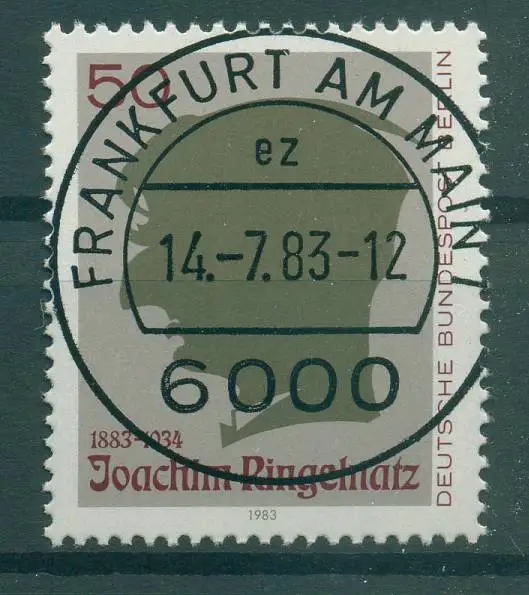 50
FRANKFURT AM MAIN 1
ez
14.-7.83-12
6000
1883-1934
Joachim Ringelnatz
1983
DEUTSCHE BUNDESPOST BERLIN